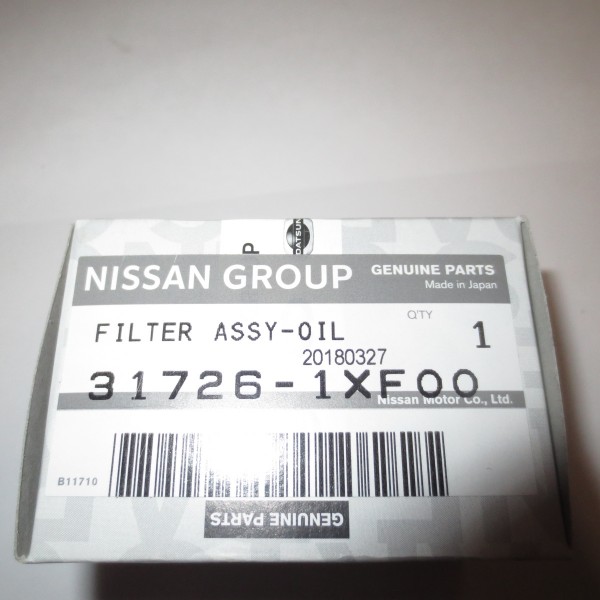 P
DATSUN
NISSAN GROUP
GENUINE PARTS
Made in Japan
FILTER ASSY-OIL
Q'TY
1
20180327
31726-1XF00
Nissan Motor Co., Ltd.
B11710
GENUINE PARTS